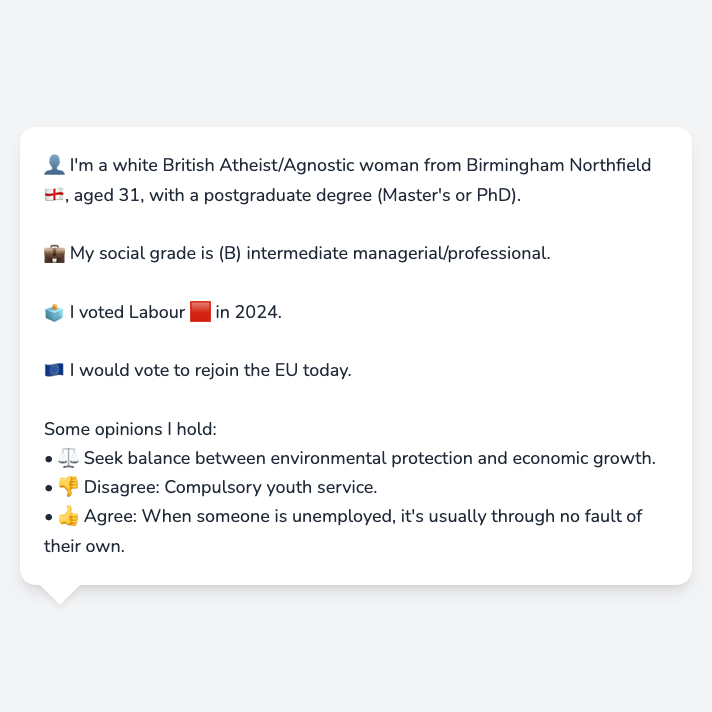 👤 I'm a white British Atheist/Agnostic woman from Birmingham Northfield
🏴󠁧󠁢󠁥󠁮󠁧󠁿, aged 31, with a postgraduate degree (Master's or PhD).
💼 My social grade is (B) intermediate managerial/professional.
🗳️ I voted Labour 🟥 in 2024.
🇪🇺 I would vote to rejoin the EU today.
Some opinions I hold:
• ⚖️ Seek balance between environmental protection and economic growth.
• 👎 Disagree: Compulsory youth service.
• 👍 Agree: When someone is unemployed, it's usually through no fault of
their own.